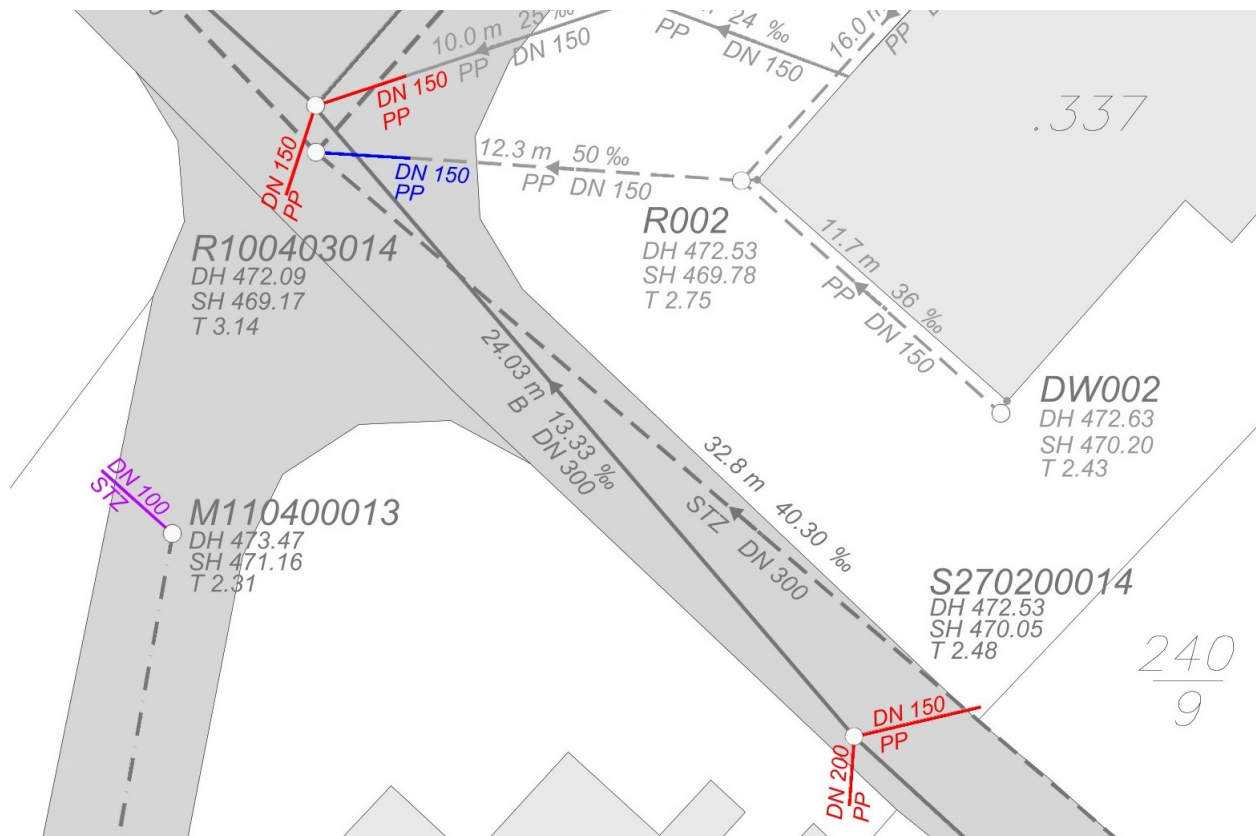 10.0 m 25
PP DN 150
24 ‰
PP DN 150
16.0 m
PP
.337
DN 150
PP
DN 150
PP
DN 150
PP
12.3 m 50 ‰
PP DN 150
R002
DH 472.53
SH 469.78
T 2.75
R100403014
DH 472.09
SH 469.17
T 3.14
11.7 m 36 ‰
PP DN 150
24.03 m 13.33 ‰
B DN 300
DW002
DH 472.63
SH 470.20
T 2.43
32.8 m 40.30 ‰
STZ DN 300
DN 100
STZ
M110400013
DH 473.47
SH 471.16
T 2.31
S270200014
DH 472.53
SH 470.05
T 2.48
240
9
DN 150
PP
DN 200
PP